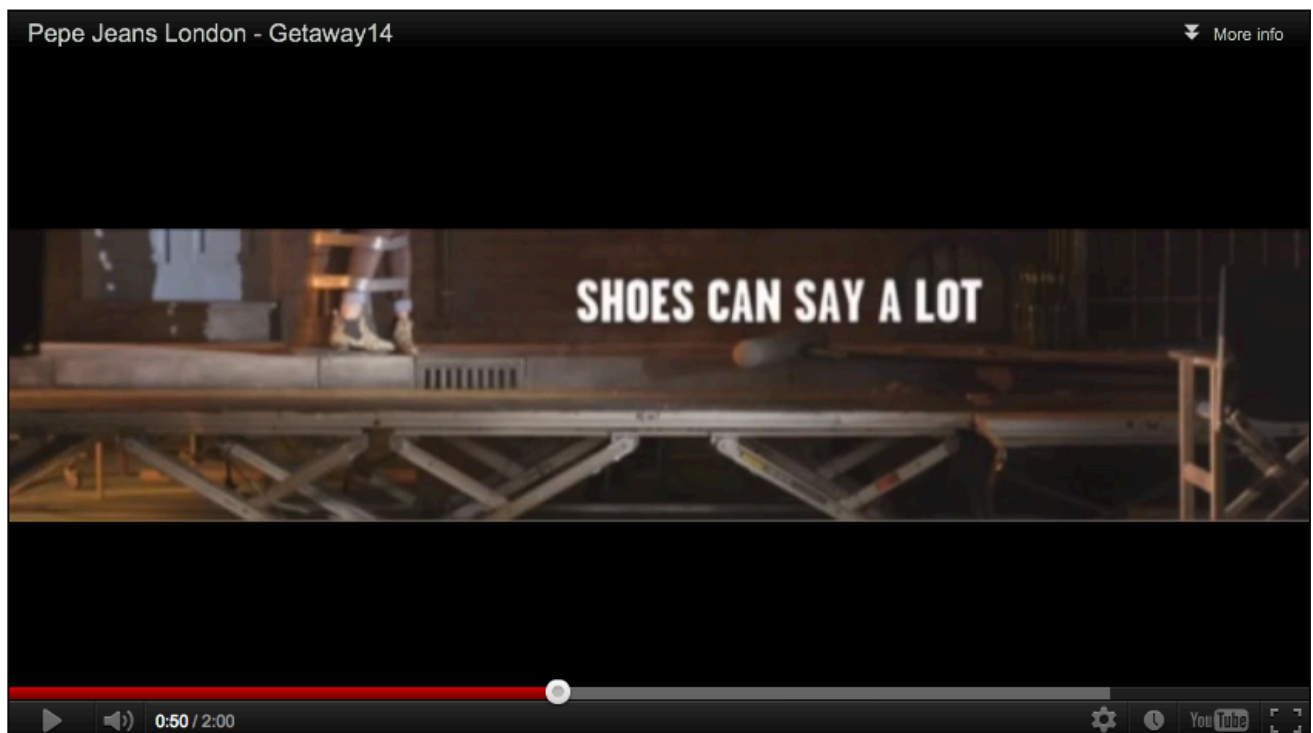 Pepe Jeans London - Getaway14
More info
SHOES CAN SAY A LOT
0:50 / 2:00
YouTube